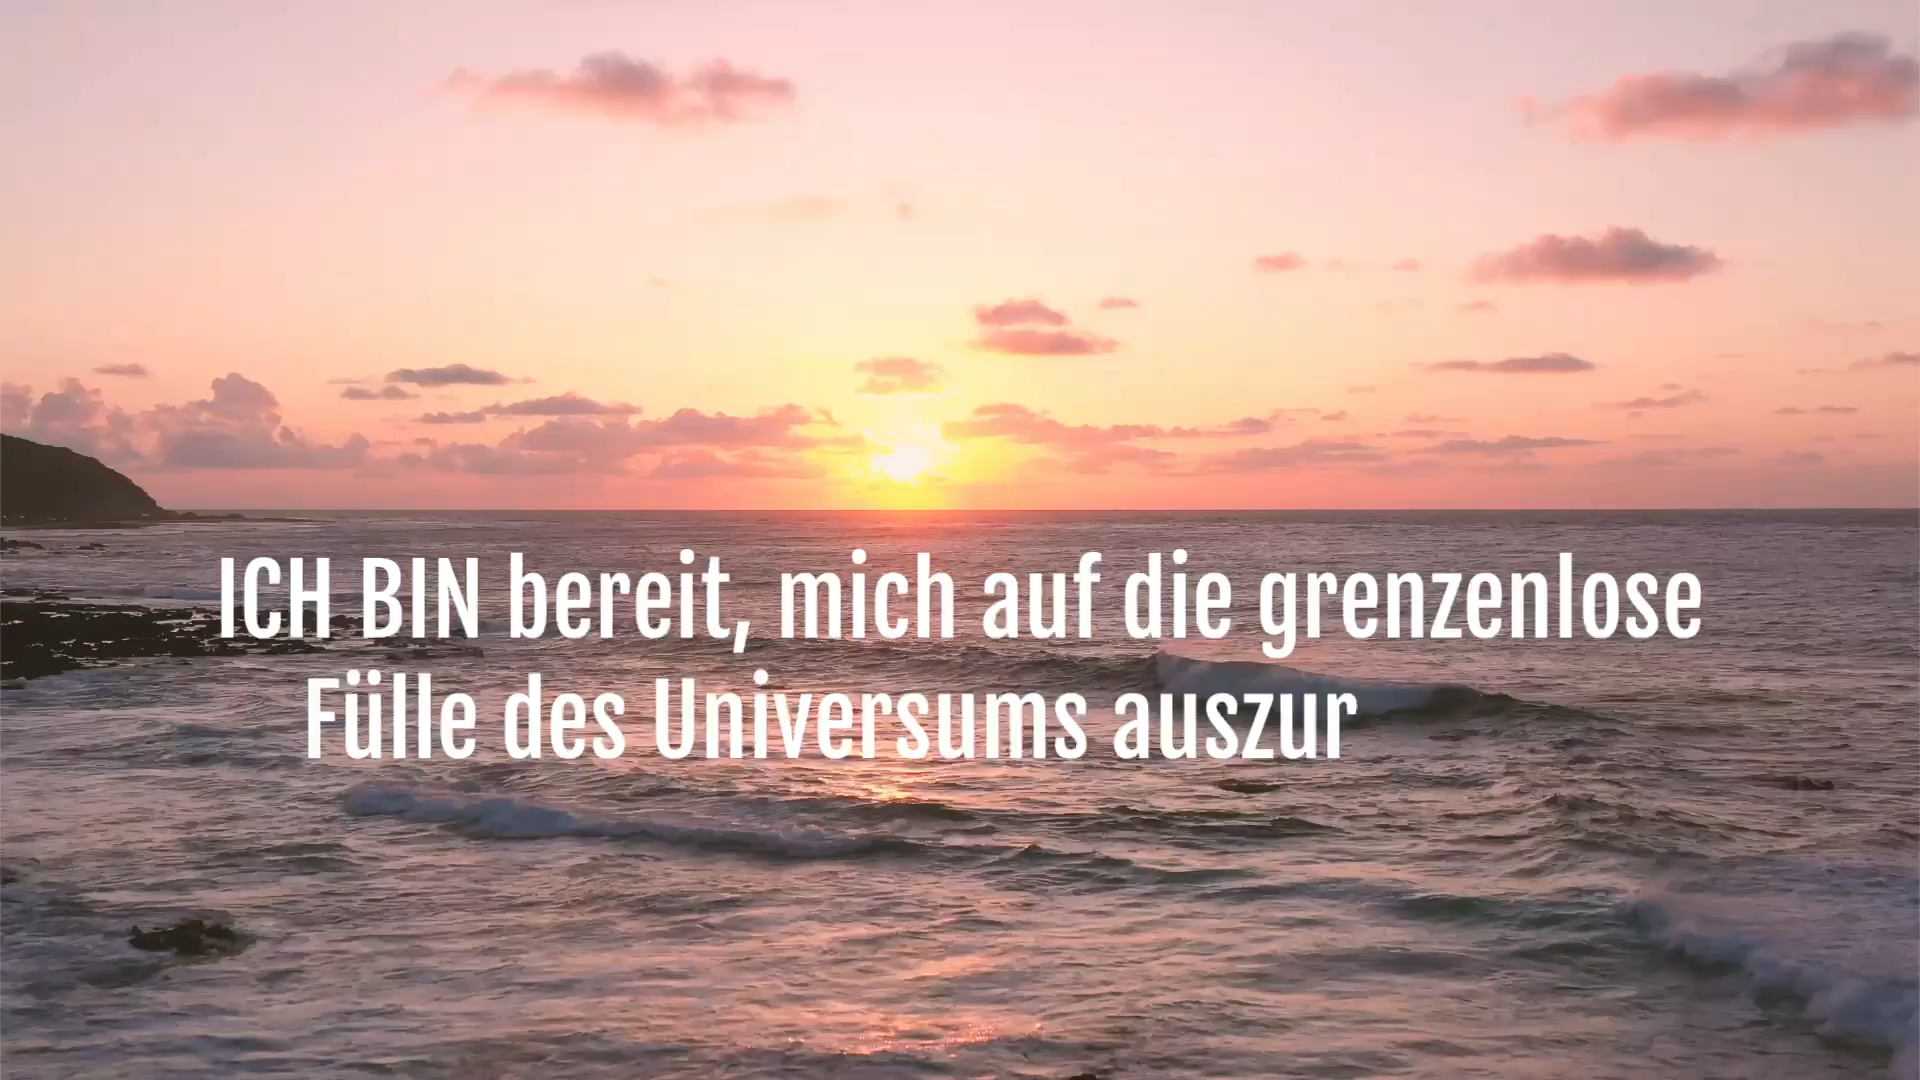 ICH BIN bereit, mich auf die grenzenlose
Fülle des Universums auszur